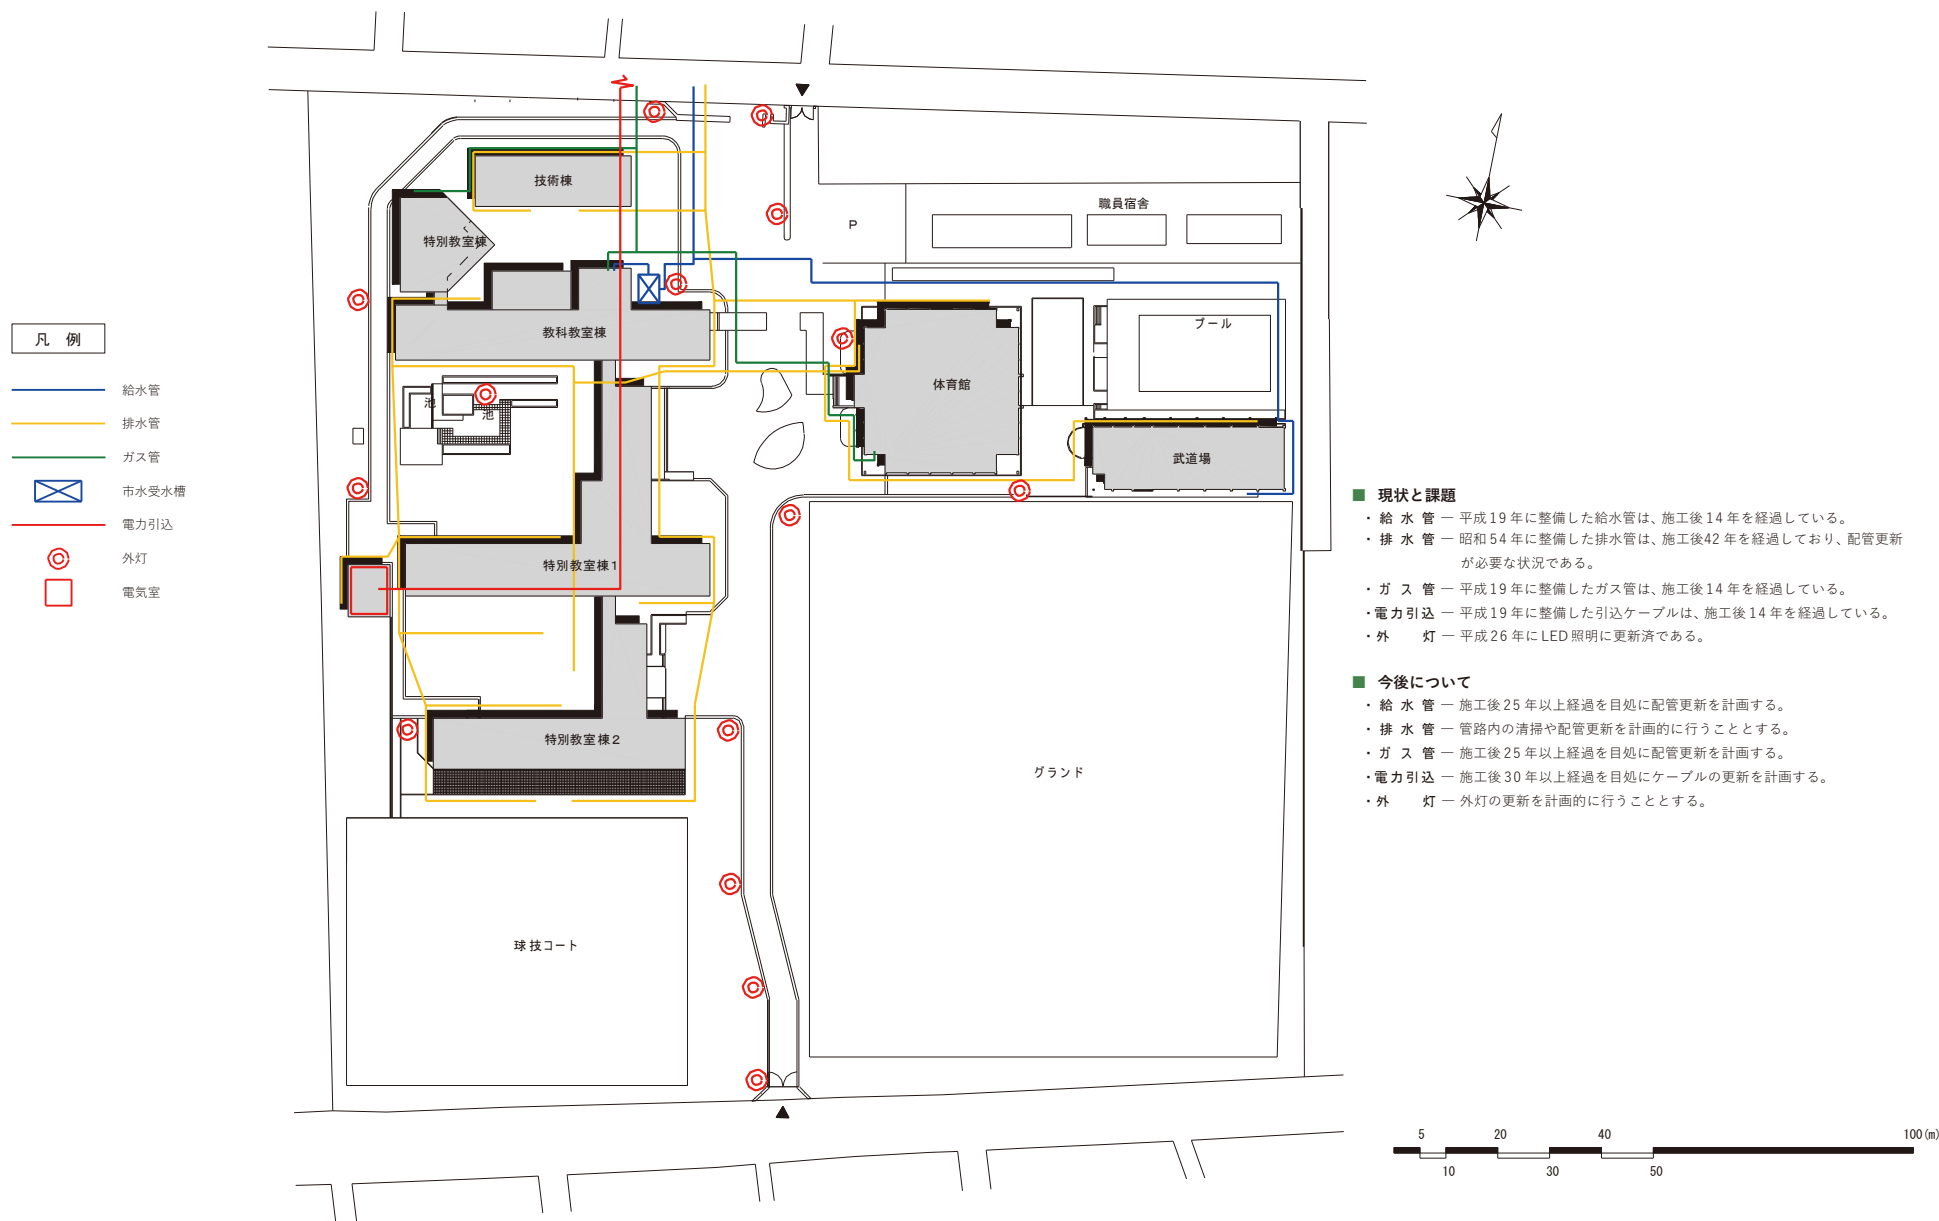 技術棟
特別教室棟
職員宿舎
P
教科教室棟
プール
体育館
池
池
武道場
特別教室棟1
特別教室棟2
グランド
球技コート
凡 例
給水管
排水管
ガス管
市水受水槽
電力引込
外灯
電気室
■ 現状と課題
・給水管 ― 平成19年に整備した給水管は、施工後14年を経過している。
・排水管 ― 昭和54年に整備した排水管は、施工後42年を経過しており、配管更新
が必要な状況である。
・ガス管 ― 平成19年に整備したガス管は、施工後14年を経過している。
・電力引込 ― 平成19年に整備した引込ケーブルは、施工後14年を経過している。
・外 灯 ― 平成26年にLED照明に更新済である。
■ 今後について
・給水管 ― 施工後25年以上経過を目処に配管更新を計画する。
・排水管 ― 管路内の清掃や配管更新を計画的に行うこととする。
・ガス管 ― 施工後25年以上経過を目処に配管更新を計画する。
・電力引込 ― 施工後30年以上経過を目処にケーブルの更新を計画する。
・外 灯 ― 外灯の更新を計画的に行うこととする。
5 20 40 100(m)
10 30 50